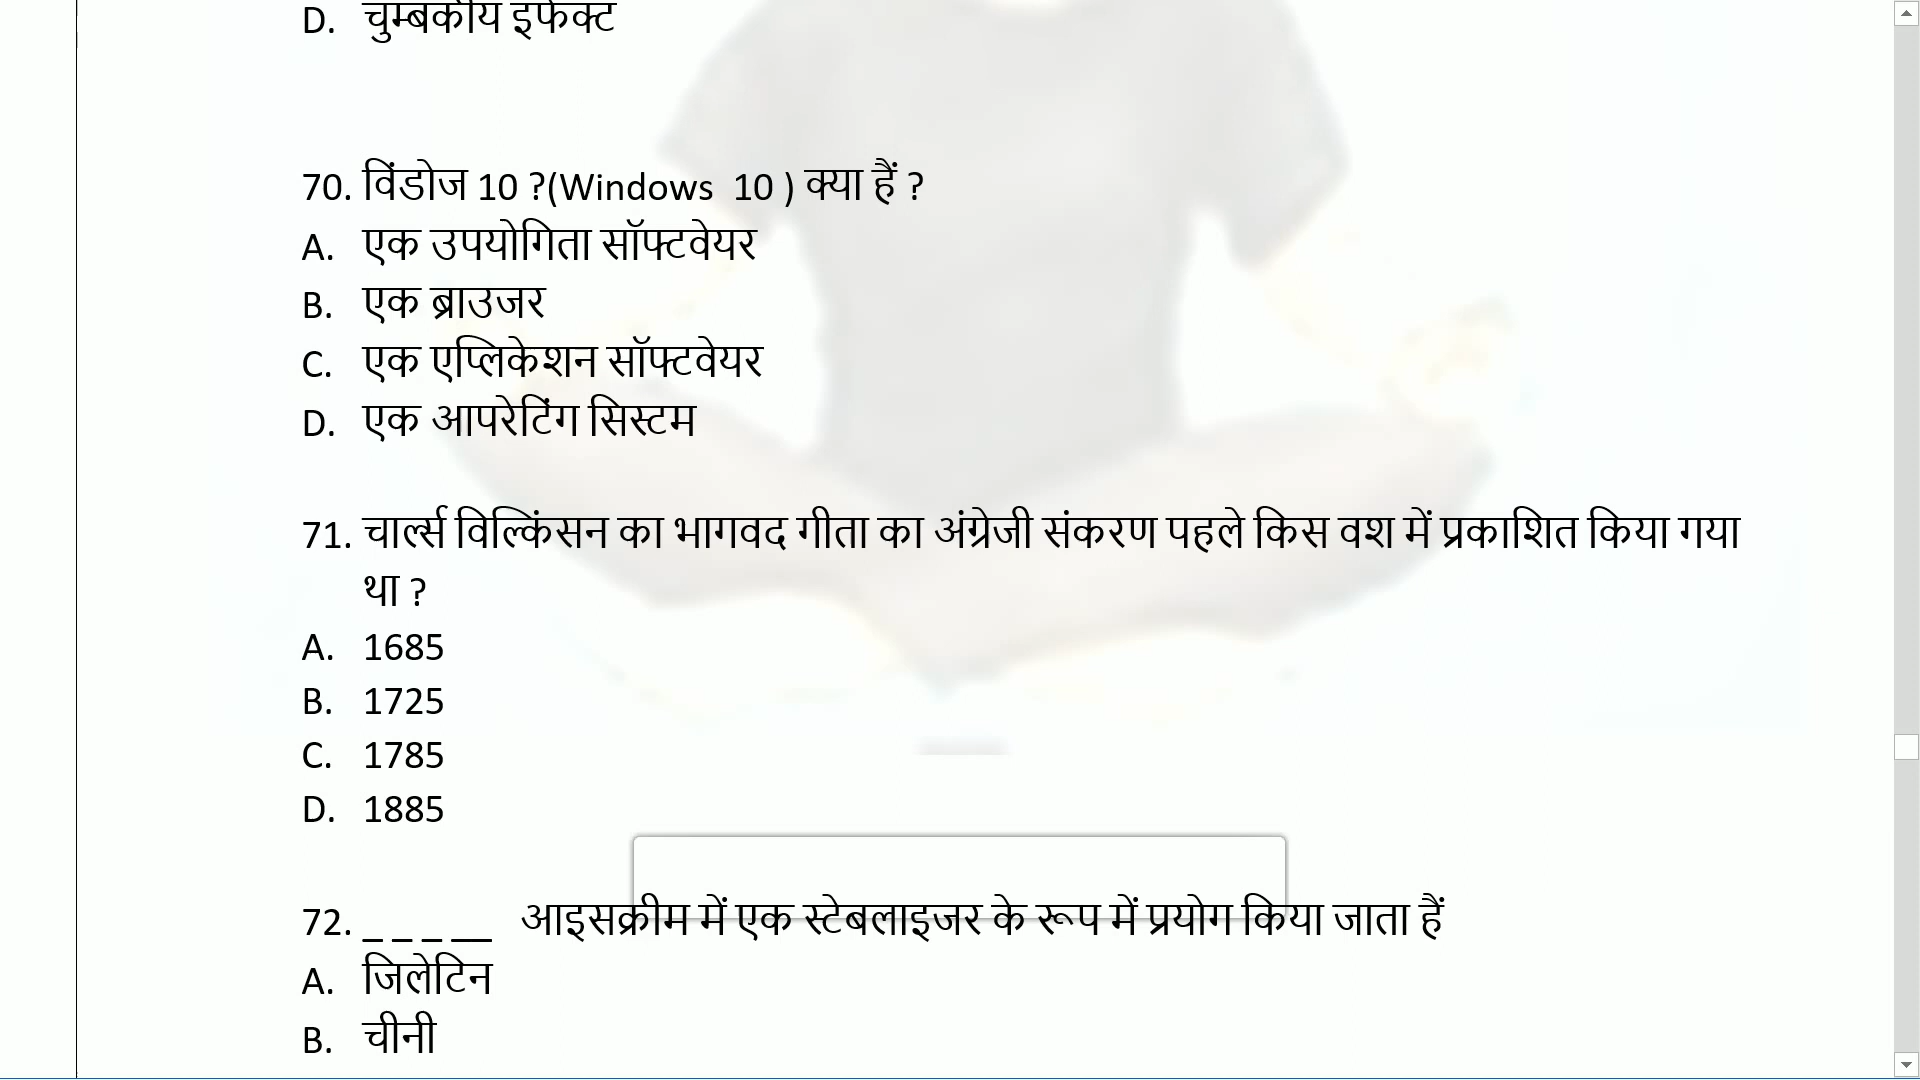 D. चुम्बकीय इफेक्ट
70. विंडोज 10 ?(Windows 10 ) क्या हैं ?
A. एक उपयोगिता सॉफ्टवेयर
B. एक ब्राउजर
C. एक एप्लिकेशन सॉफ्टवेयर
D. एक आपरेटिंग सिस्टम
71. चार्ल्स विल्किंसन का भागवद गीता का अंग्रेजी संकरण पहले किस वश में प्रकाशित किया गया
था ?
A. 1685
B. 1725
C. 1785
D. 1885
72. _ _ _ __ आइसक्रीम में एक स्टेबलाइजर के रूप में प्रयोग किया जाता हैं
A. जिलेटिन
B. चीनी